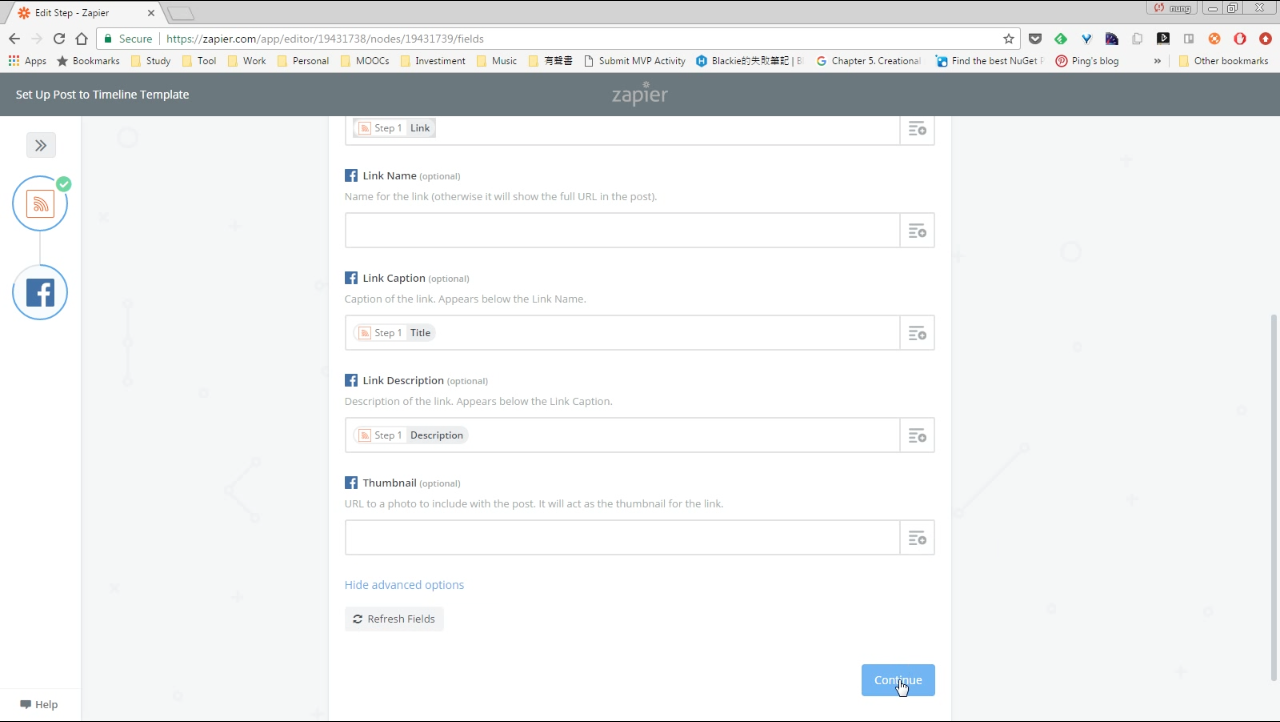 Edit Step - Zapier
nung
Secure https://zapier.com/app/editor/19431738/nodes/19431739/fields
Apps Bookmarks Study Tool Work Personal MOOCs Investiment Music 有聲書 Submit MVP Activity Blackie的失敗筆記 | B Chapter 5. Creational Find the best NuGet Ping's blog » Other bookmarks
Set Up Post to Timeline Template
zapier
Step 1 Link
Link Name (optional)
Name for the link (otherwise it will show the full URL in the post).
Link Caption (optional)
Caption of the link. Appears below the Link Name.
Step 1 Title
Link Description (optional)
Description of the link. Appears below the Link Caption.
Step 1 Description
Thumbnail (optional)
URL to a photo to include with the post. It will act as the thumbnail for the link.
Hide advanced options
Refresh Fields
Continue
Help